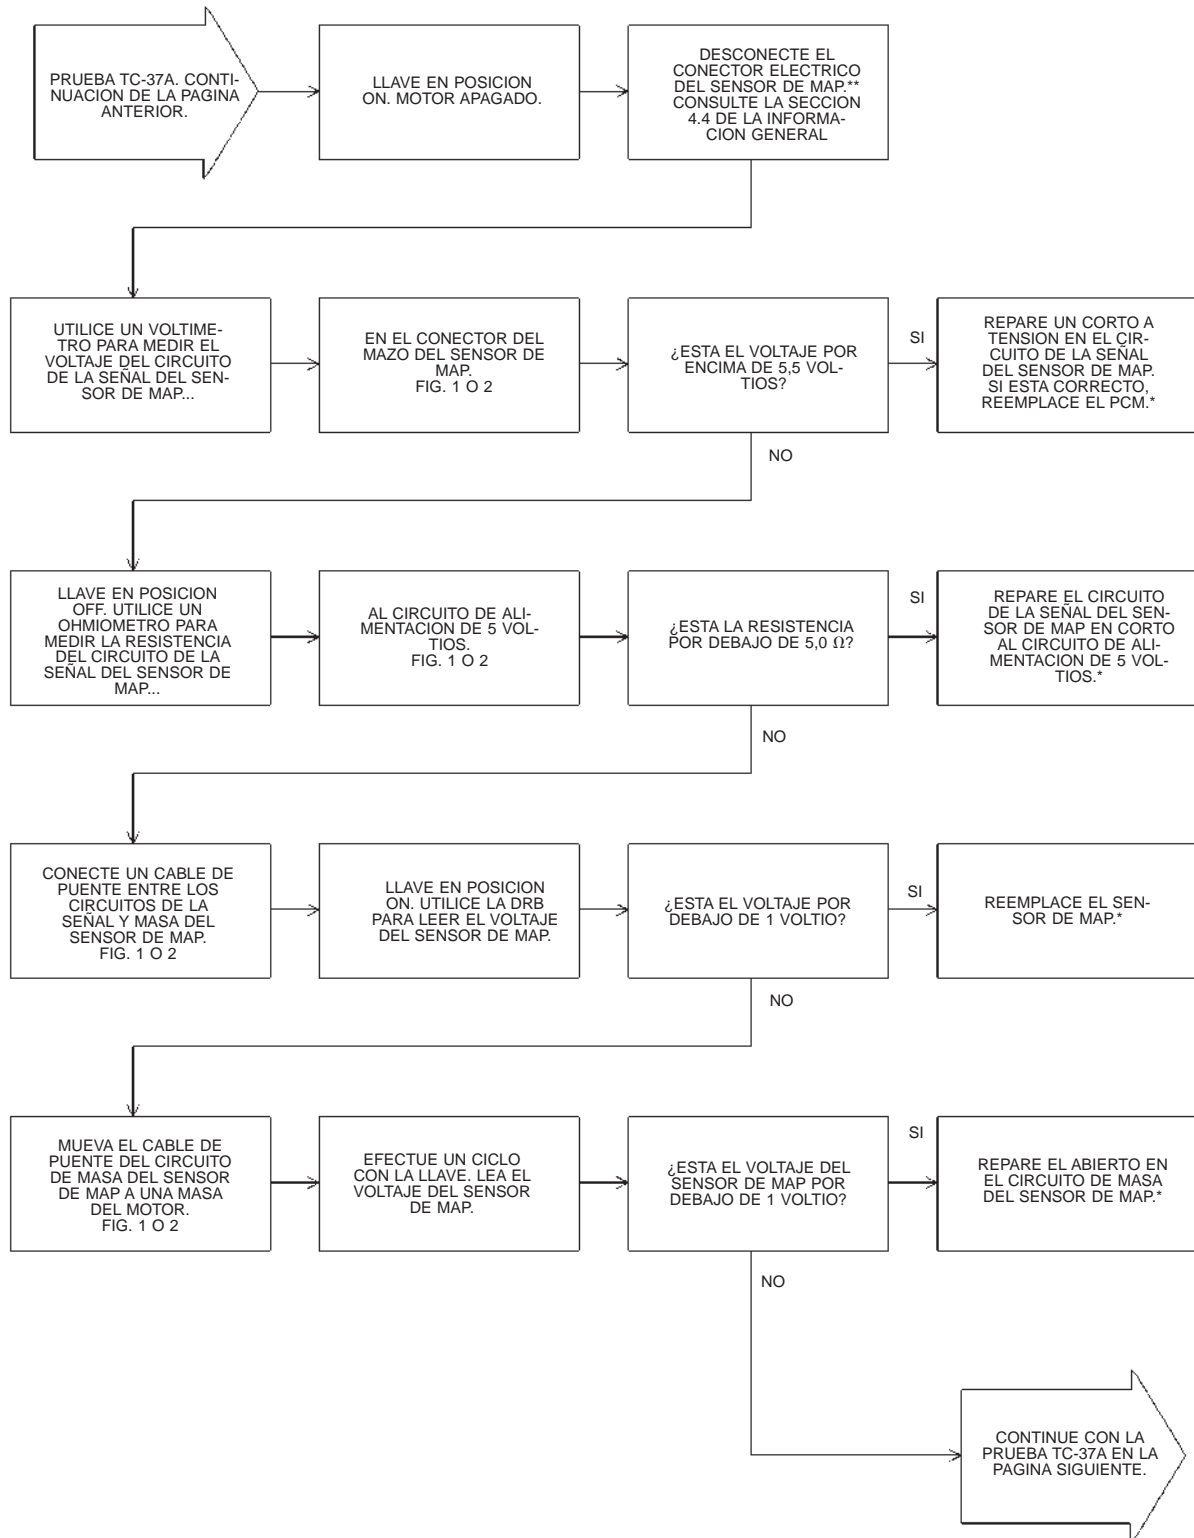 PRUEBA TC-37A. CONTI-
NUACION DE LA PAGINA
ANTERIOR.
LLAVE EN POSICION
ON. MOTOR APAGADO.
DESCONECTE EL
CONECTOR ELECTRICO
DEL SENSOR DE MAP.**
CONSULTE LA SECCION
4.4 DE LA INFORMA-
CION GENERAL
UTILICE UN VOLTIME-
TRO PARA MEDIR EL
VOLTAJE DEL CIRCUITO
DE LA SEÑAL DEL SEN-
SOR DE MAP...
EN EL CONECTOR DEL
MAZO DEL SENSOR DE
MAP.
FIG. 1 O 2
¿ESTA EL VOLTAJE POR
ENCIMA DE 5,5 VOL-
TIOS?
SI
REPARE UN CORTO A
TENSION EN EL CIR-
CUITO DE LA SEÑAL
DEL SENSOR DE MAP.
SI ESTA CORRECTO,
REEMPLACE EL PCM.*
NO
LLAVE EN POSICION
OFF. UTILICE UN
OHMIOMETRO PARA
MEDIR LA RESISTENCIA
DEL CIRCUITO DE LA
SEÑAL DEL SENSOR DE
MAP...
AL CIRCUITO DE ALI-
MENTACION DE 5 VOL-
TIOS.
FIG. 1 O 2
¿ESTA LA RESISTENCIA
POR DEBAJO DE 5,0 Ω?
SI
REPARE EL CIRCUITO
DE LA SEÑAL DEL SEN-
SOR DE MAP EN CORTO
AL CIRCUITO DE ALI-
MENTACION DE 5 VOL-
TIOS.*
NO
CONECTE UN CABLE DE
PUENTE ENTRE LOS
CIRCUITOS DE LA
SEÑAL Y MASA DEL
SENSOR DE MAP.
FIG. 1 O 2
LLAVE EN POSICION
ON. UTILICE LA DRB
PARA LEER EL VOLTAJE
DEL SENSOR DE MAP.
¿ESTA EL VOLTAJE POR
DEBAJO DE 1 VOLTIO?
SI
REEMPLACE EL SEN-
SOR DE MAP.*
NO
MUEVA EL CABLE DE
PUENTE DEL CIRCUITO
DE MASA DEL SENSOR
DE MAP A UNA MASA
DEL MOTOR.
FIG. 1 O 2
EFECTUE UN CICLO
CON LA LLAVE. LEA EL
VOLTAJE DEL SENSOR
DE MAP.
¿ESTA EL VOLTAJE DEL
SENSOR DE MAP POR
DEBAJO DE 1 VOLTIO?
SI
REPARE EL ABIERTO EN
EL CIRCUITO DE MASA
DEL SENSOR DE MAP.*
NO
CONTINUE CON LA
PRUEBA TC-37A EN LA
PAGINA SIGUIENTE.